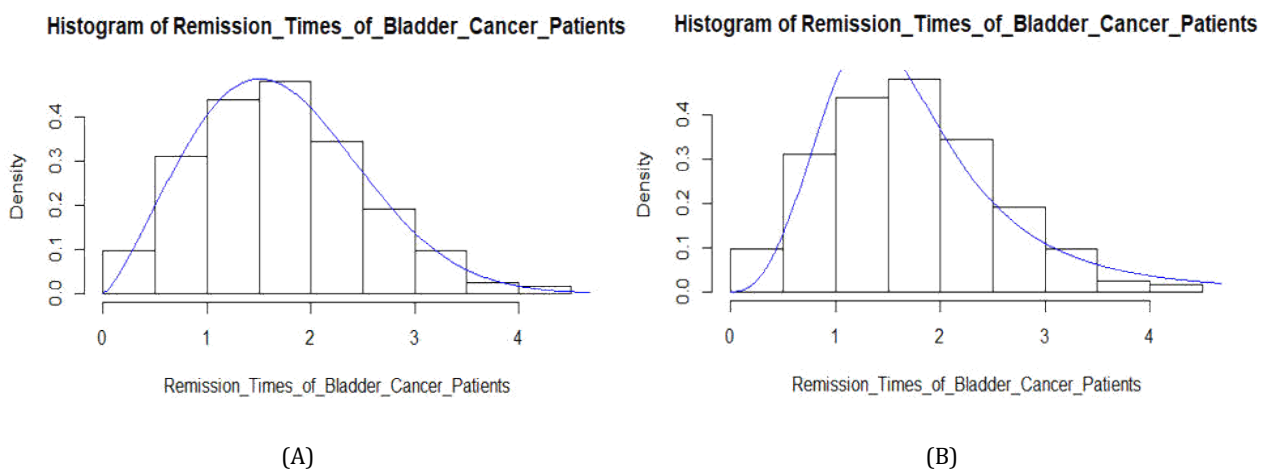 Histogram of Remission_Times_of_Bladder_Cancer_Patients
Density
0.4
0.3
0.2
0.1
0.0
0 1 2 3 4
Remission_Times_of_Bladder_Cancer_Patients
(A)
Histogram of Remission_Times_of_Bladder_Cancer_Patients
Density
0.4
0.3
0.2
0.1
0.0
0 1 2 3 4
Remission_Times_of_Bladder_Cancer_Patients
(B)